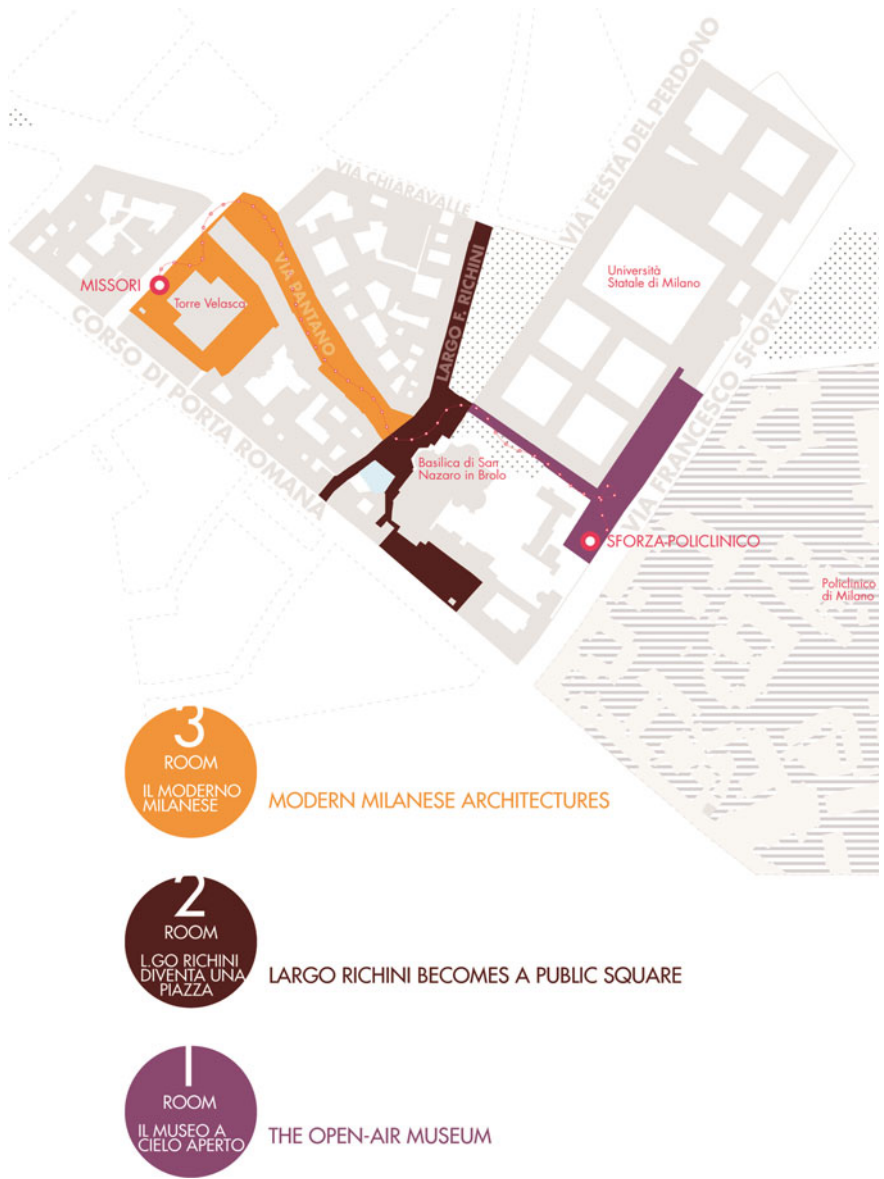 VIA FESTA DEL PERDONO
VIA CHIARAVALLE
MISSORI
Torre Velasca
VIA PANTANO
LARGO F. RICHINI
Università
Statale di Milano
CORSO DI PORTA ROMANA
Basilica di San
Nazaro in Brolo
VIA FRANCESCO SFORZA
SFORZA-POLICLINICO
Policlinico
di Milano
3
ROOM
IL MODERNO
MILANESE
MODERN MILANESE ARCHITECTURES
2
ROOM
L.GO RICHINI
DIVENTA UNA
PIAZZA
LARGO RICHINI BECOMES A PUBLIC SQUARE
1
ROOM
IL MUSEO A
CIELO APERTO
THE OPEN-AIR MUSEUM